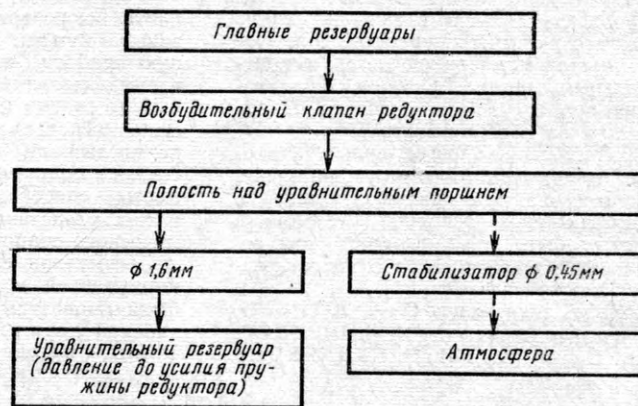 Главные резервуары
Возбудительный клапан редуктора
Полость над уравнительным поршнем
ϕ 1,6мм
Стабилизатор ϕ 0,45мм
Уравнительный резервуар
(давление до усилия пру-
жины редуктора)
Атмосфера